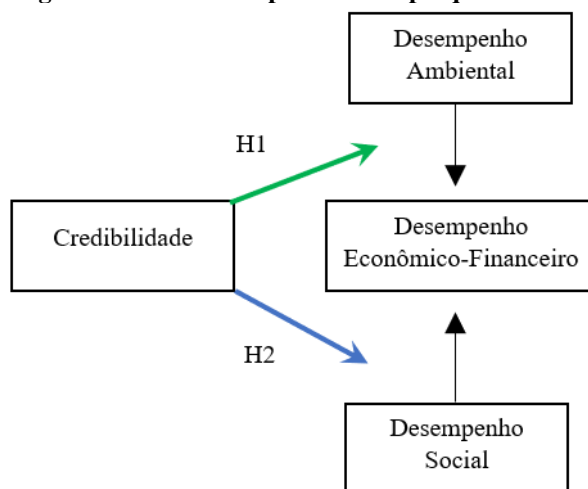 Desempenho
Ambiental
H1
Credibilidade
Desempenho
Econômico-Financeiro
H2
Desempenho
Social